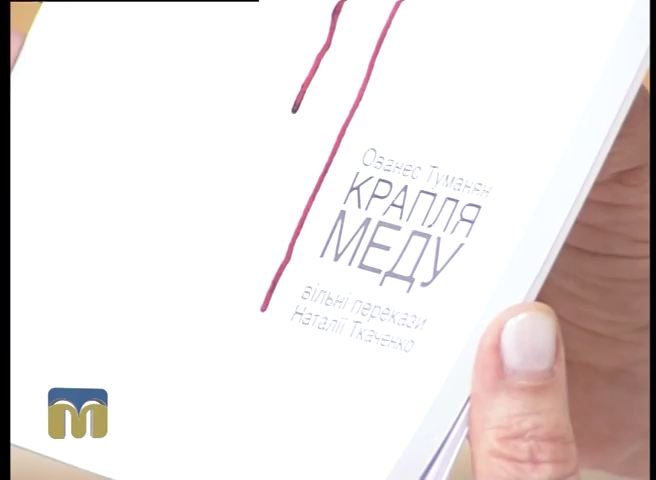 Ованес Туманян
КРАПЛЯ
МЕДУ
вільні перекази
Наталії Ткаченко